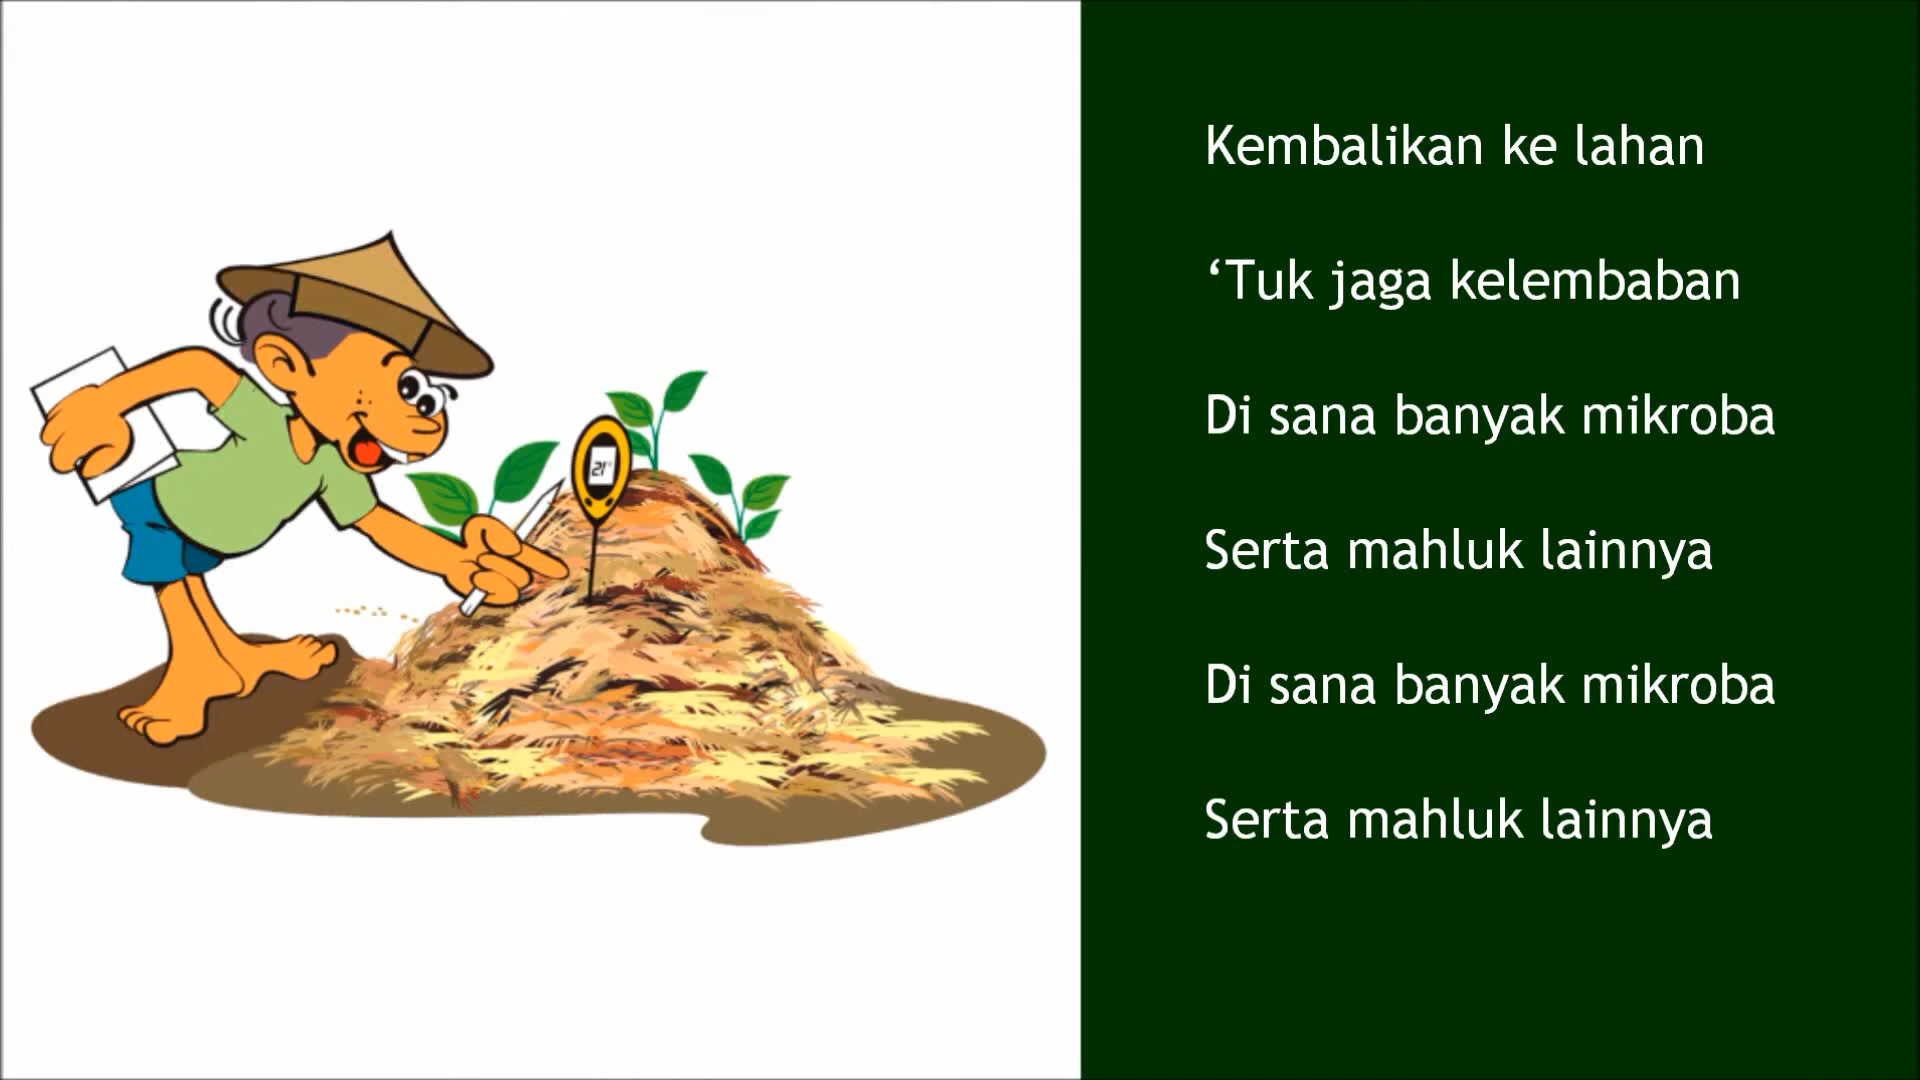 Kembalikan ke lahan
‘Tuk jaga kelembaban
Di sana banyak mikroba
Serta mahluk lainnya
Di sana banyak mikroba
Serta mahluk lainnya
21°